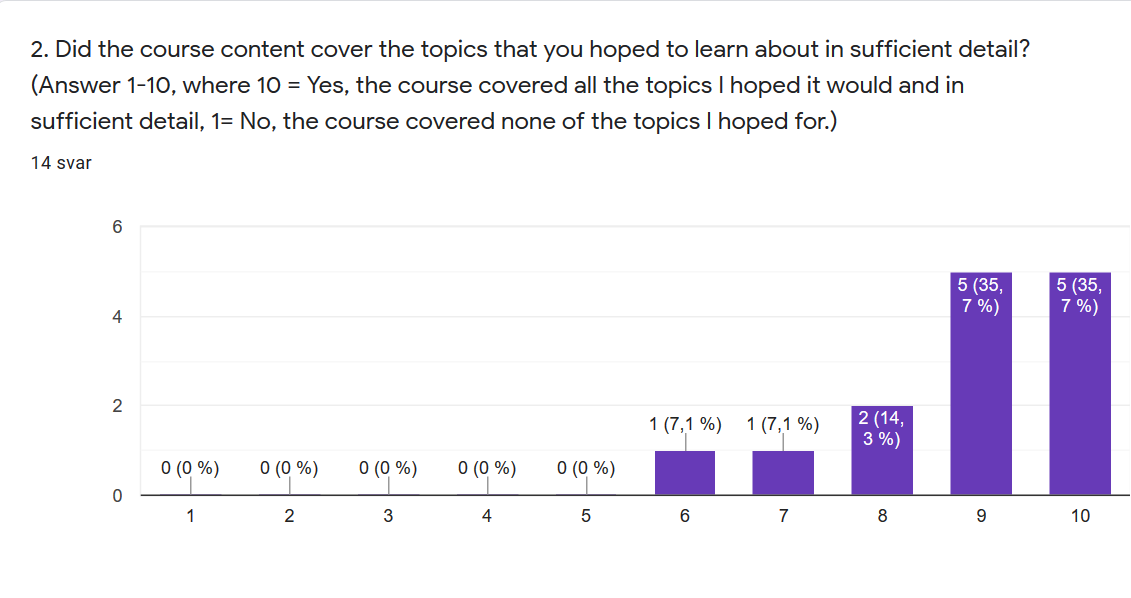 2. Did the course content cover the topics that you hoped to learn about in sufficient detail?
(Answer 1-10, where 10 = Yes, the course covered all the topics I hoped it would and in
sufficient detail, 1= No, the course covered none of the topics I hoped for.)
14 svar
6
4
2
0
0 (0 %)
0 (0 %)
0 (0 %)
0 (0 %)
0 (0 %)
1 (7,1 %)
1 (7,1 %)
2 (14,
3 %)
5 (35,
7 %)
5 (35,
7 %)
1 2 3 4 5 6 7 8 9 10